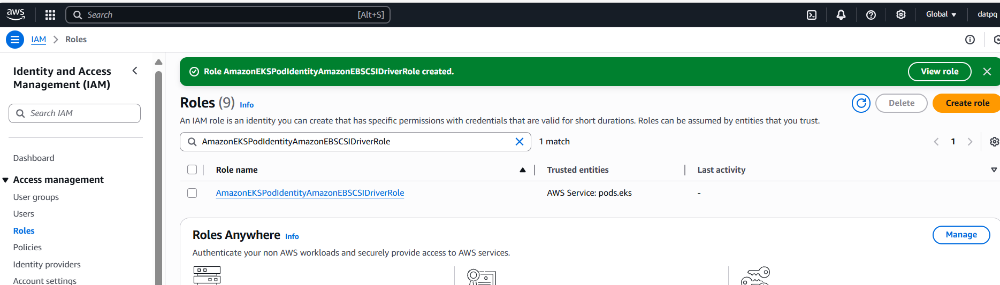 aws
Search [Alt+S] Global datpq
IAM Roles
Identity and Access Management (IAM)
Search IAM
Dashboard
Access management
User groups
Users
Roles
Policies
Identity providers
Account settings
Role AmazonEKSPodIdentityAmazonEBSCSIDriverRole created. View role
Roles (9) Info
Delete Create role
An IAM role is an identity you can create that has specific permissions with credentials that are valid for short durations. Roles can be assumed by entities that you trust.
AmazonEKSPodIdentityAmazonEBSCSIDriverRole 1 match 1
Role name Trusted entities Last activity
AmazonEKSPodIdentityAmazonEBSCSIDriverRole AWS Service: pods.eks -
Roles Anywhere Info Manage
Authenticate your non AWS workloads and securely provide access to AWS services.